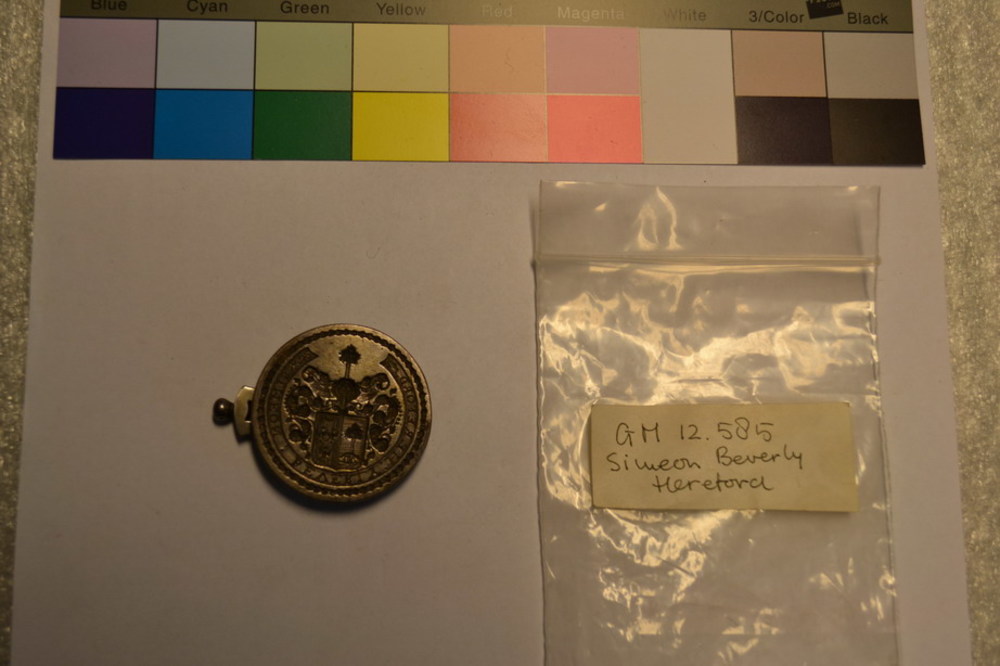 Blue Cyan Green Yellow Red Magenta White 3/Color Black
GM 12.585
Simeon Beverly
Hereford